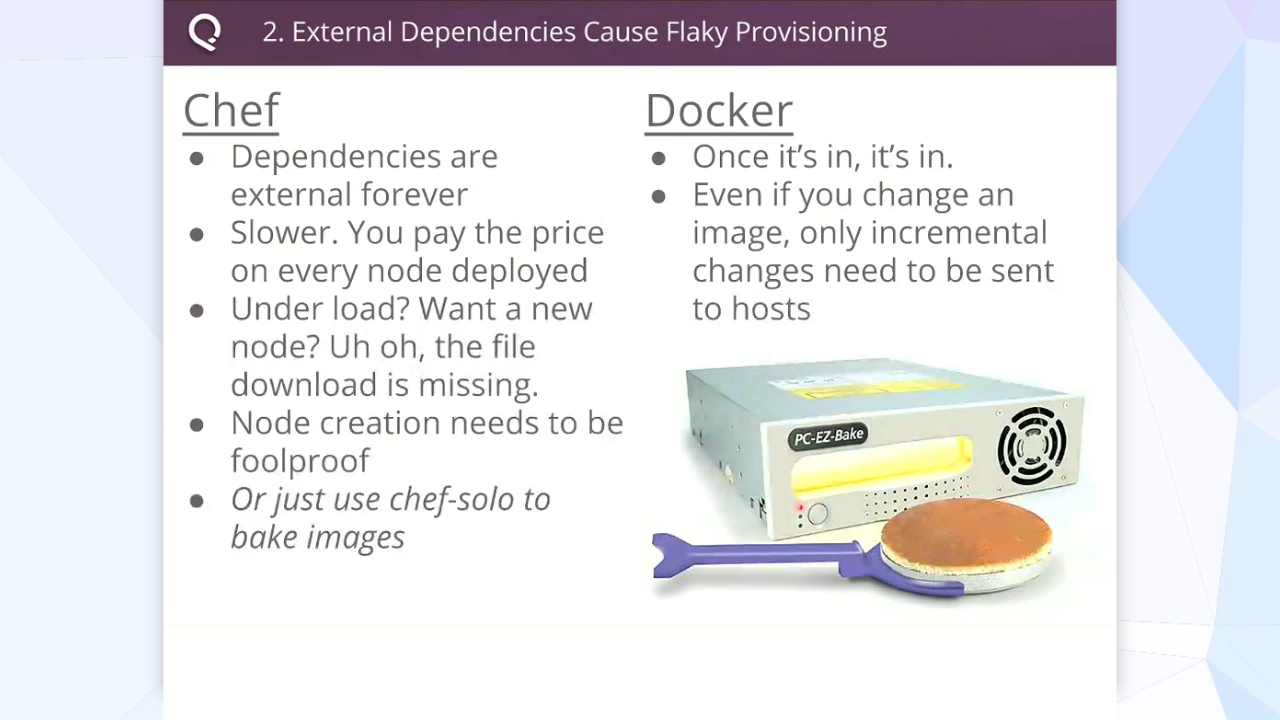 2. External Dependencies Cause Flaky Provisioning
Chef
● Dependencies are
external forever
● Slower. You pay the price
on every node deployed
● Under load? Want a new
node? Uh oh, the file
download is missing.
● Node creation needs to be
foolproof
● Or just use chef-solo to
bake images
Docker
● Once it’s in, it’s in.
● Even if you change an
image, only incremental
changes need to be sent
to hosts
PC-EZ-Bake